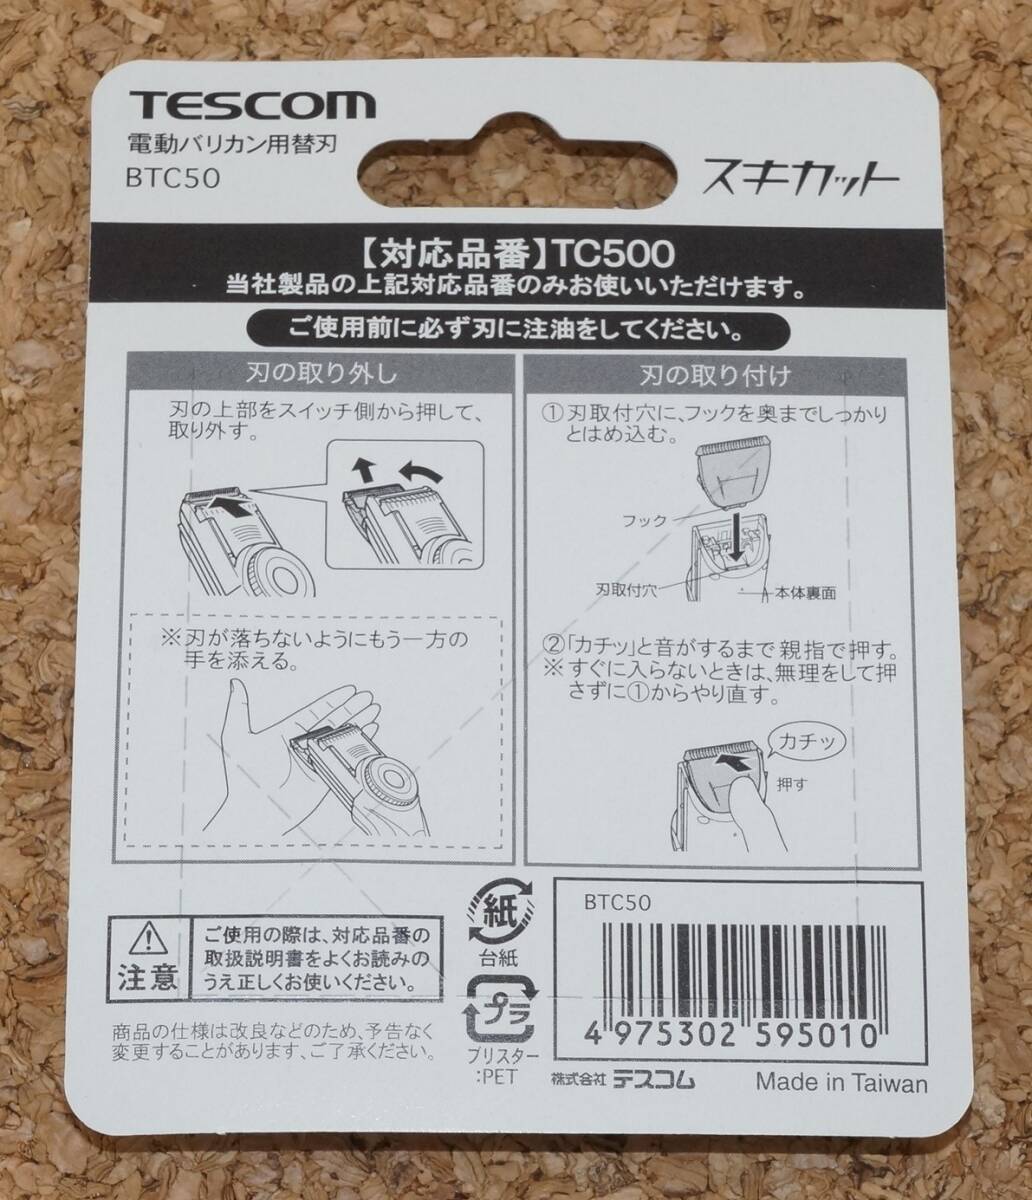 TESCOM
電動バリカン用替刃
BTC50
スキカット
【対応品番】TC500
当社製品の上記対応品番のみお使いいただけます。
ご使用前に必ず刃に注油をしてください。
刃の取り外し
刃の上部をスイッチ側から押して、
取り外す。
※刃が落ちないようにもう一方の
手を添える。
刃の取り付け
①刃取付穴に、フックを奥までしっかり
とはめ込む。
フック
刃取付穴
本体裏面
②「カチッ」と音がするまで親指で押す。
※すぐに入らないときは、無理をして押
さずに①からやり直す。
カチッ
押す
注意
ご使用の際は、対応品番の
取扱説明書をよくお読みの
うえ正しくお使いください。
商品の仕様は改良などのため、予告なく
変更することがあります、ご了承ください。
紙
台紙
プラ
ブリスター
:PET
BTC50
4 975302 595010
株式会社 テスコム
Made in Taiwan